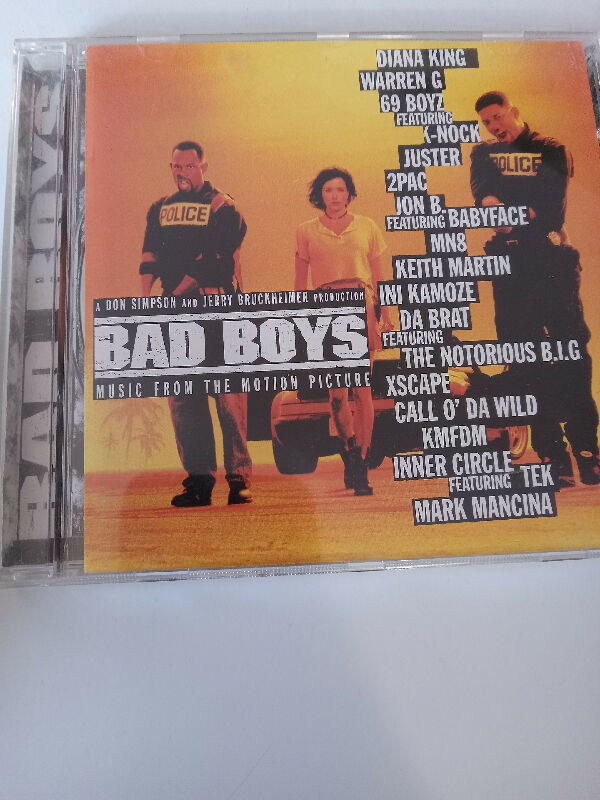 BAD BOYS
DIANA KING
WARREN G
69 BOYZ
FEATURING
K-NOCK
JUSTER
2PAC
JON B.
FEATURING BABYFACE
MN8
KEITH MARTIN
INI KAMOZE
DA BRAT
FEATURING
THE NOTORIOUS B.I.G
XSCAPE
CALL O' DA WILD
KMFDM
INNER CIRCLE
FEATURING TEK
MARK MANCINA
POLICE
POLICE
A DON SIMPSON AND JERRY BRUCKHEIMER PRODUCTION
BAD BOYS
MUSIC FROM THE MOTION PICTURE